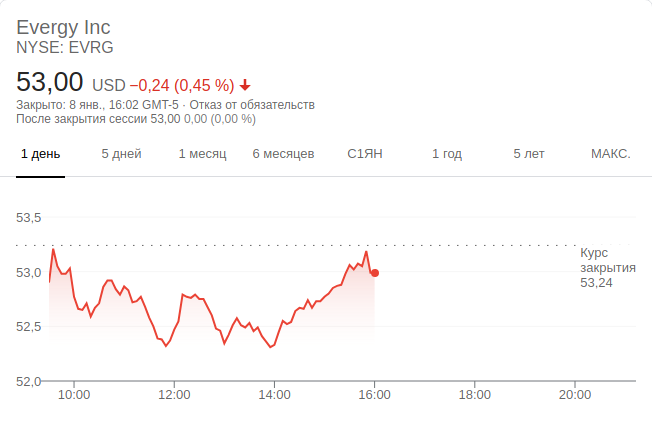 Evergy Inc
NYSE: EVRG
53,00 USD −0,24 (0,45 %)
Закрыто: 8 янв., 16:02 GMT-5 · Отказ от обязательств
После закрытия сессии 53,00 0,00 (0,00 %)
1 день 5 дней 1 месяц 6 месяцев С1ЯН 1 год 5 лет МАКС.
53,5
Курс
закрытия
53,24
53,0
52,5
52,0
10:00 12:00 14:00 16:00 18:00 20:00